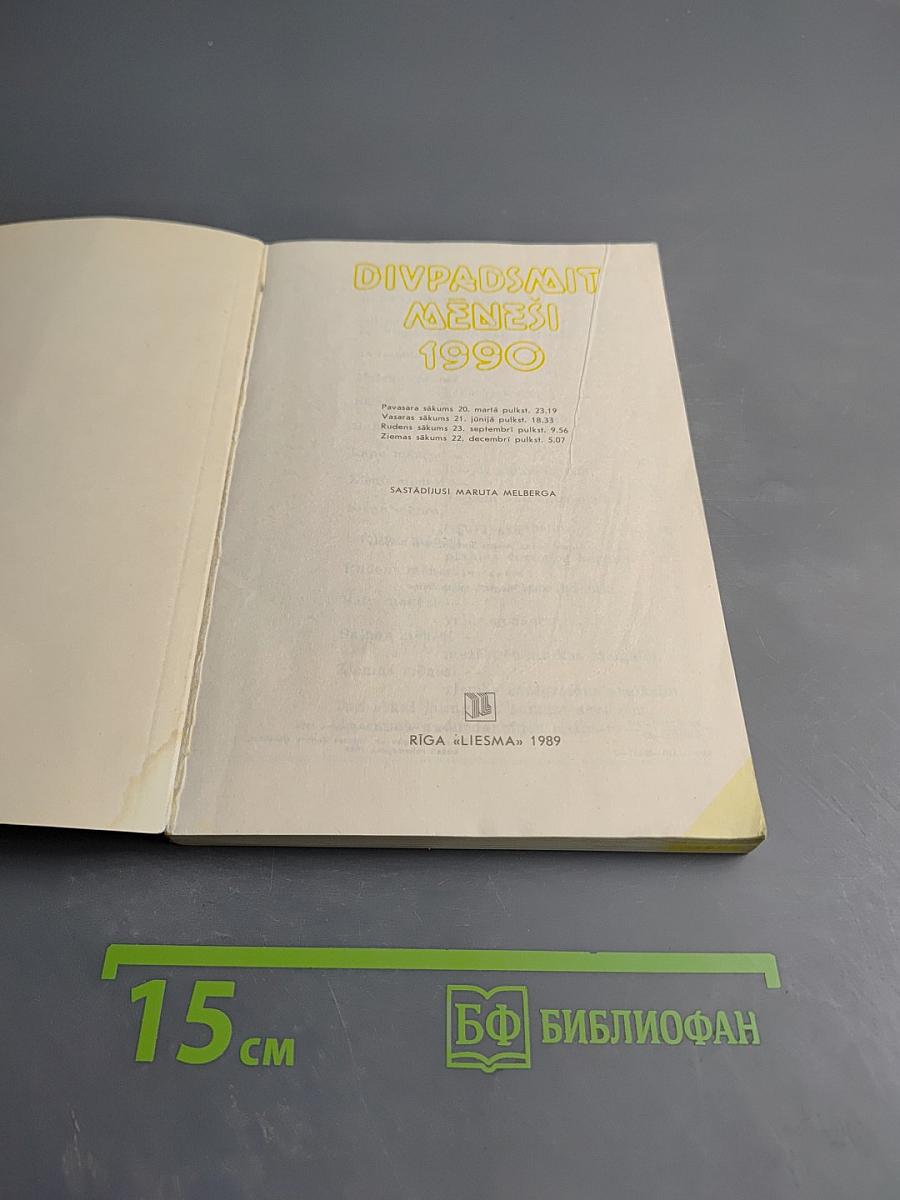 DIVPADSMIT
MĒNEŠI
1990
Pavasara sākums 20. martā pulkst. 23.19
Vasaras sākums 21. jūnijā pulkst. 18.33
Rudens sākums 23. septembrī pulkst. 9.56
Ziemas sākums 22. decembrī pulkst. 5.07
SASTĀDĪJUSI MARUTA MELBERGA
RĪGA «LIESMA» 1989
15 см
БФ БИБЛИОФАН